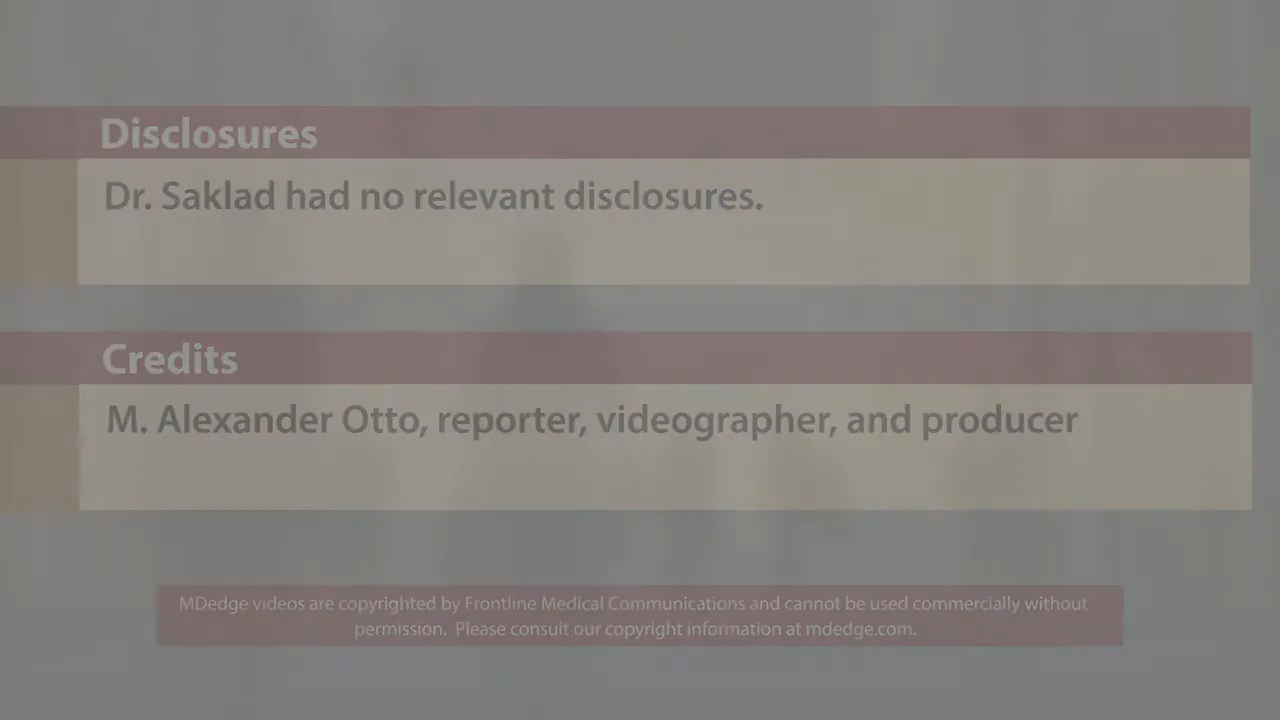 Disclosures
Dr. Saklad had no relevant disclosures.
Credits
M. Alexander Otto, reporter, videographer, and producer
MDedge videos are copyrighted by Frontline Medical Communications and cannot be used commercially without
permission. Please consult our copyright information at mdedge.com.